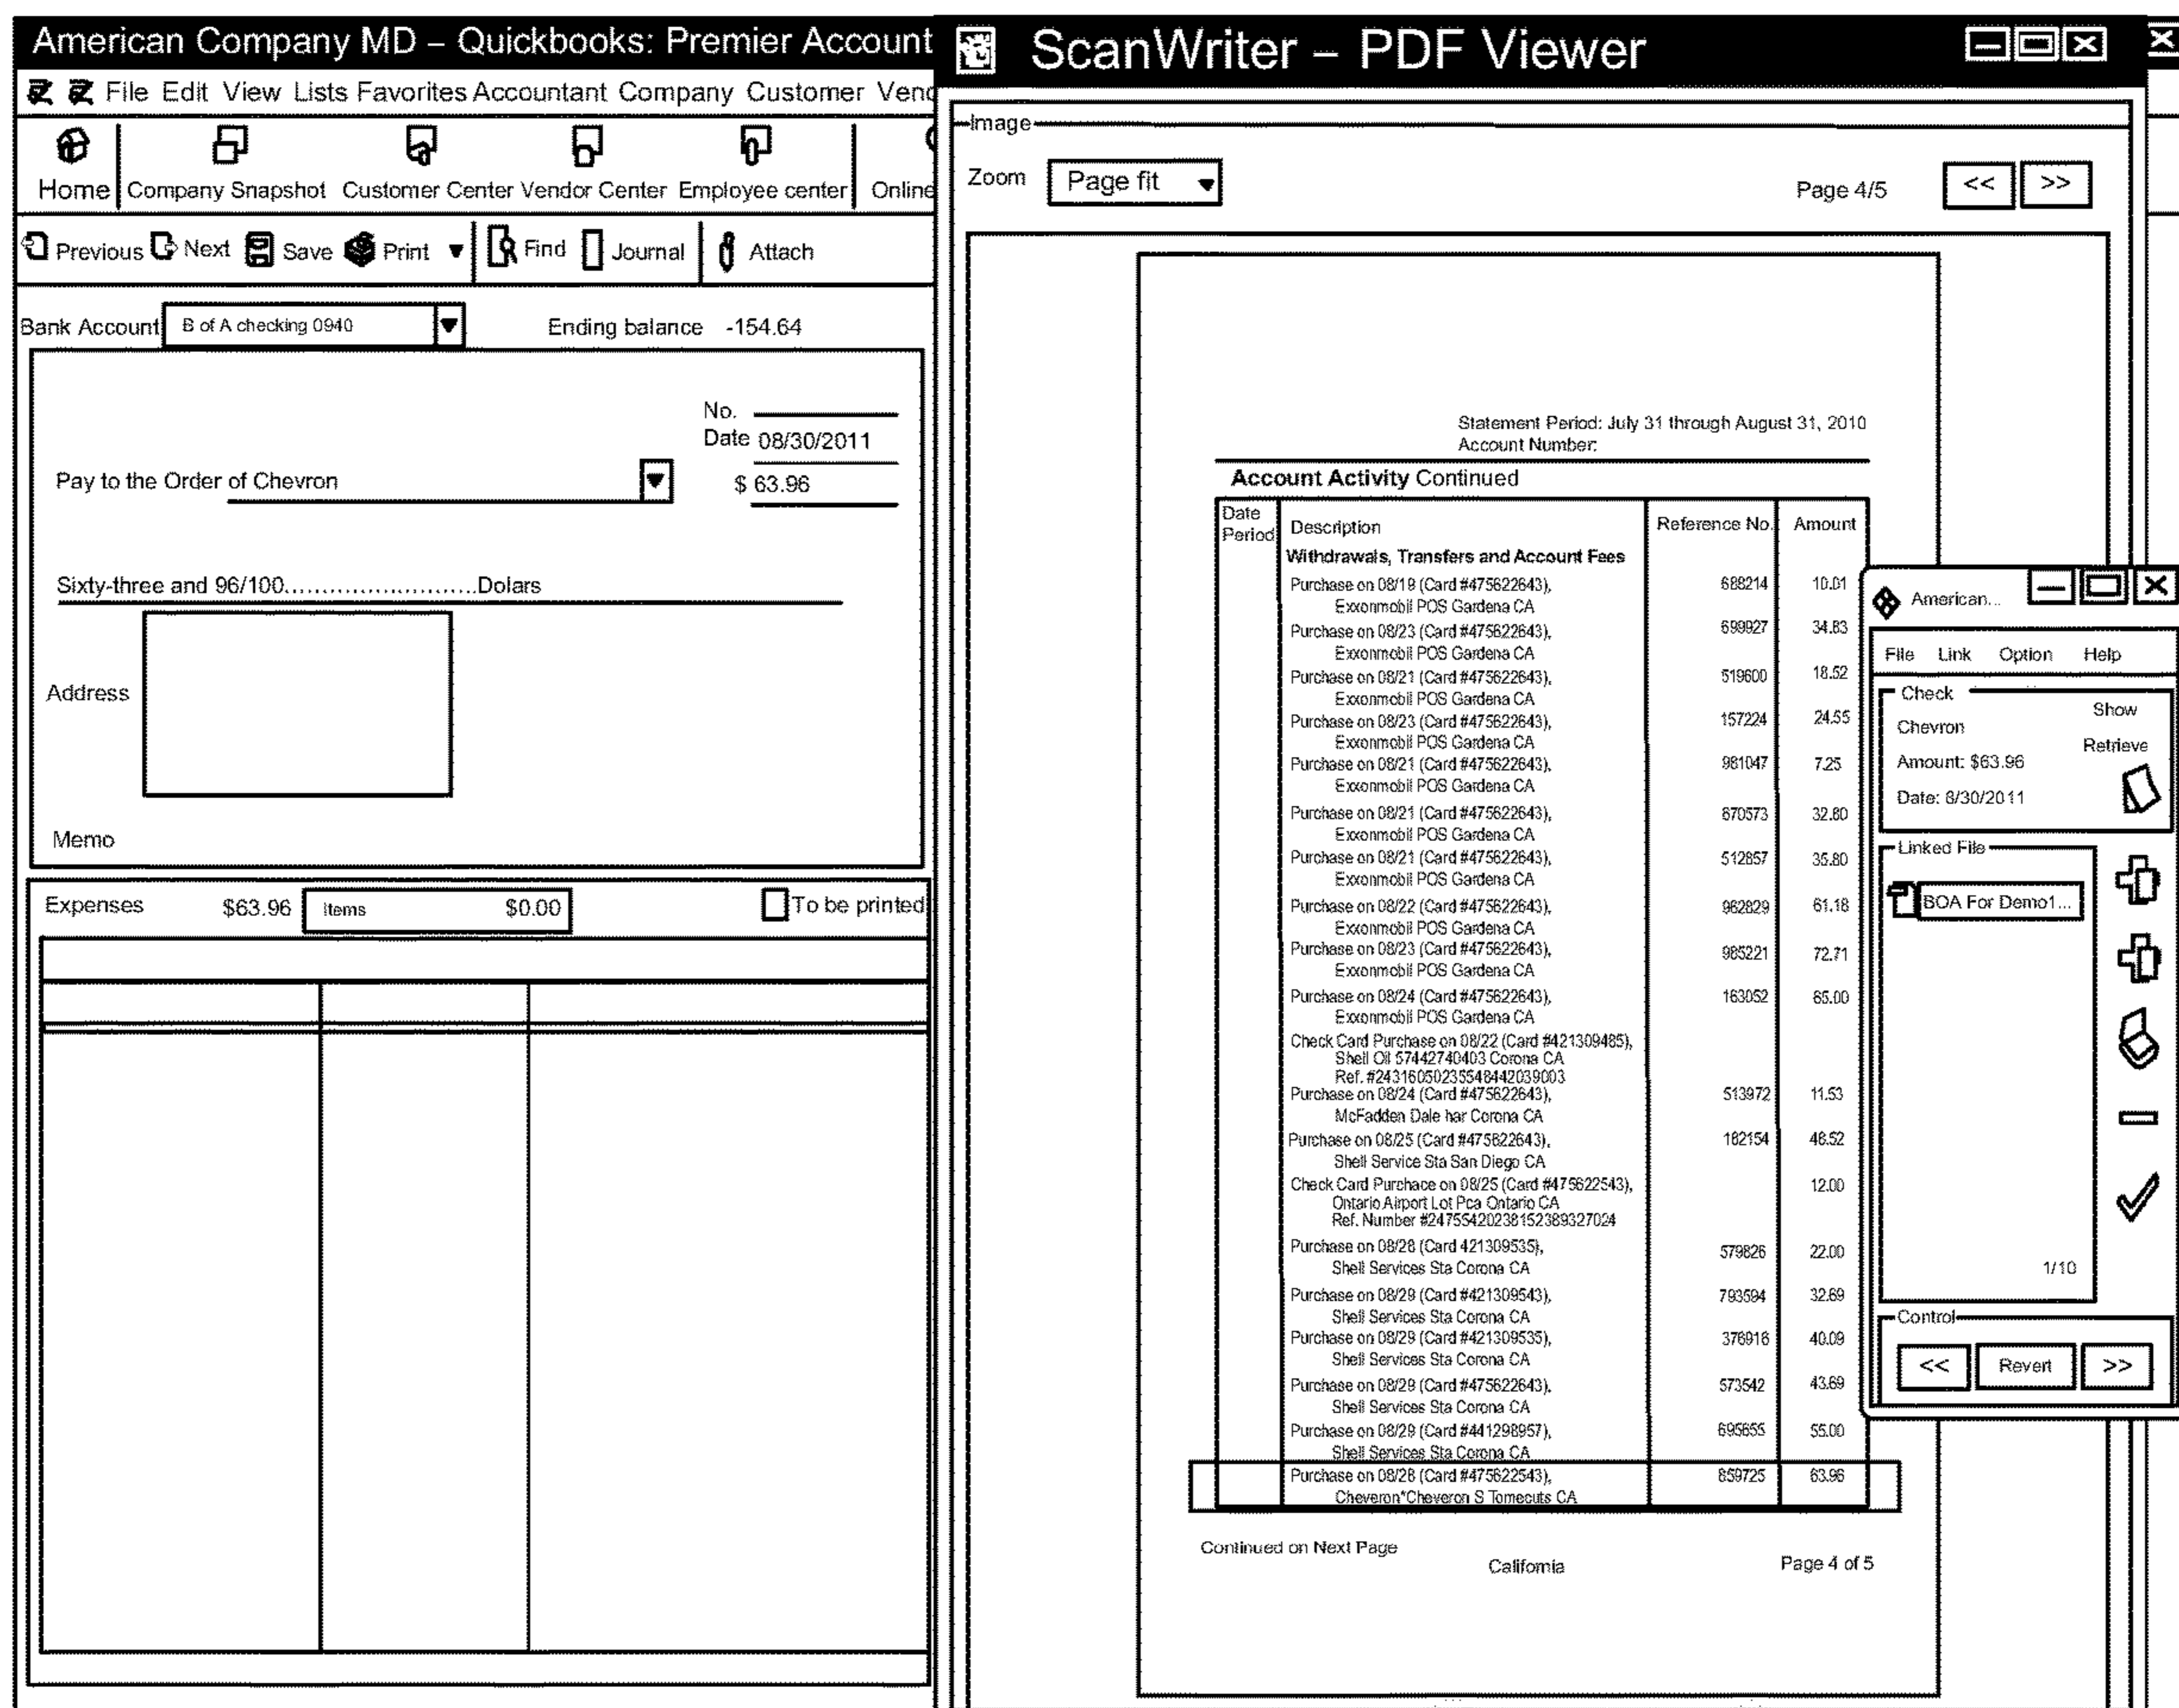 American Company MD – Quickbooks: Premier Account
File Edit View Lists Favorites Accountant Company Customer Vend
Home Company Snapshot Customer Center Vendor Center Employee center Online
Previous Next Save Print Find Journal Attach
Bank Account B of A checking 0940 Ending balance -154.64
No.
Date 08/30/2011
Pay to the Order of Chevron $ 63.96
Sixty-three and 96/100..........................Dolars
Address
Memo
Expenses $63.96 Items $0.00 To be printed
ScanWriter – PDF Viewer
Image
Zoom Page fit Page 4/5 << >>
Statement Period: July 31 through August 31, 2010
Account Number:
Account Activity Continued
Date Period Description Reference No. Amount
Withdrawals, Transfers and Account Fees
Purchase on 08/19 (Card #475622643), 688214 10.01
Exxonmobil POS Gardena CA
Purchase on 08/23 (Card #475622643), 699927 34.83
Exxonmobil POS Gardena CA
Purchase on 08/21 (Card #475622643), 519600 18.52
Exxonmobil POS Gardena CA
Purchase on 08/23 (Card #475622643), 157224 24.55
Exxonmobil POS Gardena CA
Purchase on 08/21 (Card #475622643), 981047 7.25
Exxonmobil POS Gardena CA
Purchase on 08/21 (Card #475622643), 870573 32.80
Exxonmobil POS Gardena CA
Purchase on 08/21 (Card #475622643), 512857 35.80
Exxonmobil POS Gardena CA
Purchase on 08/22 (Card #475622643), 962829 61.18
Exxonmobil POS Gardena CA
Purchase on 08/23 (Card #475622643), 985221 72.71
Exxonmobil POS Gardena CA
Purchase on 08/24 (Card #475622643), 163052 65.00
Exxonmobil POS Gardena CA
Check Card Purchase on 08/22 (Card #421309485),
Shell Oil 57442740403 Corona CA
Ref. #24316050235548442039003
Purchase on 08/24 (Card #475622643), 513972 11.53
McFadden Dale har Corona CA
Purchase on 08/25 (Card #475622643), 182154 46.52
Shell Service Sta San Diego CA
Check Card Purchace on 08/25 (Card #475622543), 12.00
Ontario Airport Lot Pca Ontario CA
Ref. Number #24755420238152389327024
Purchase on 08/28 (Card 421309535), 579826 22.00
Shell Services Sta Corona CA
Purchase on 08/29 (Card #421309543), 793594 32.69
Shell Services Sta Corona CA
Purchase on 08/29 (Card #421309535), 376916 40.09
Shell Services Sta Corona CA
Purchase on 08/29 (Card #475622643), 573542 43.69
Shell Services Sta Corona CA
Purchase on 08/29 (Card #441298957), 695655 55.00
Shell Services Sta Corona CA
Purchase on 08/28 (Card #475622543), 859725 63.96
Cheveron*Cheveron S Tomecuts CA
Continued on Next Page
California Page 4 of 5
American...
File Link Option Help
Check
Show
Chevron
Retrieve
Amount: $63.96
Date: 8/30/2011
Linked File
BOA For Demo1...
1/10
Control
<< Revert >>